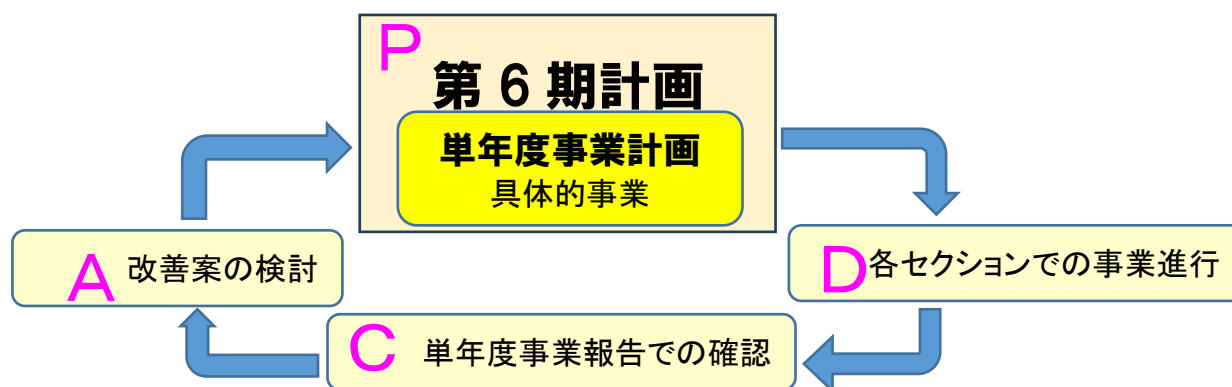 P
第6期計画
単年度事業計画
具体的事業
D 各セクションでの事業進行
C 単年度事業報告での確認
A 改善案の検討